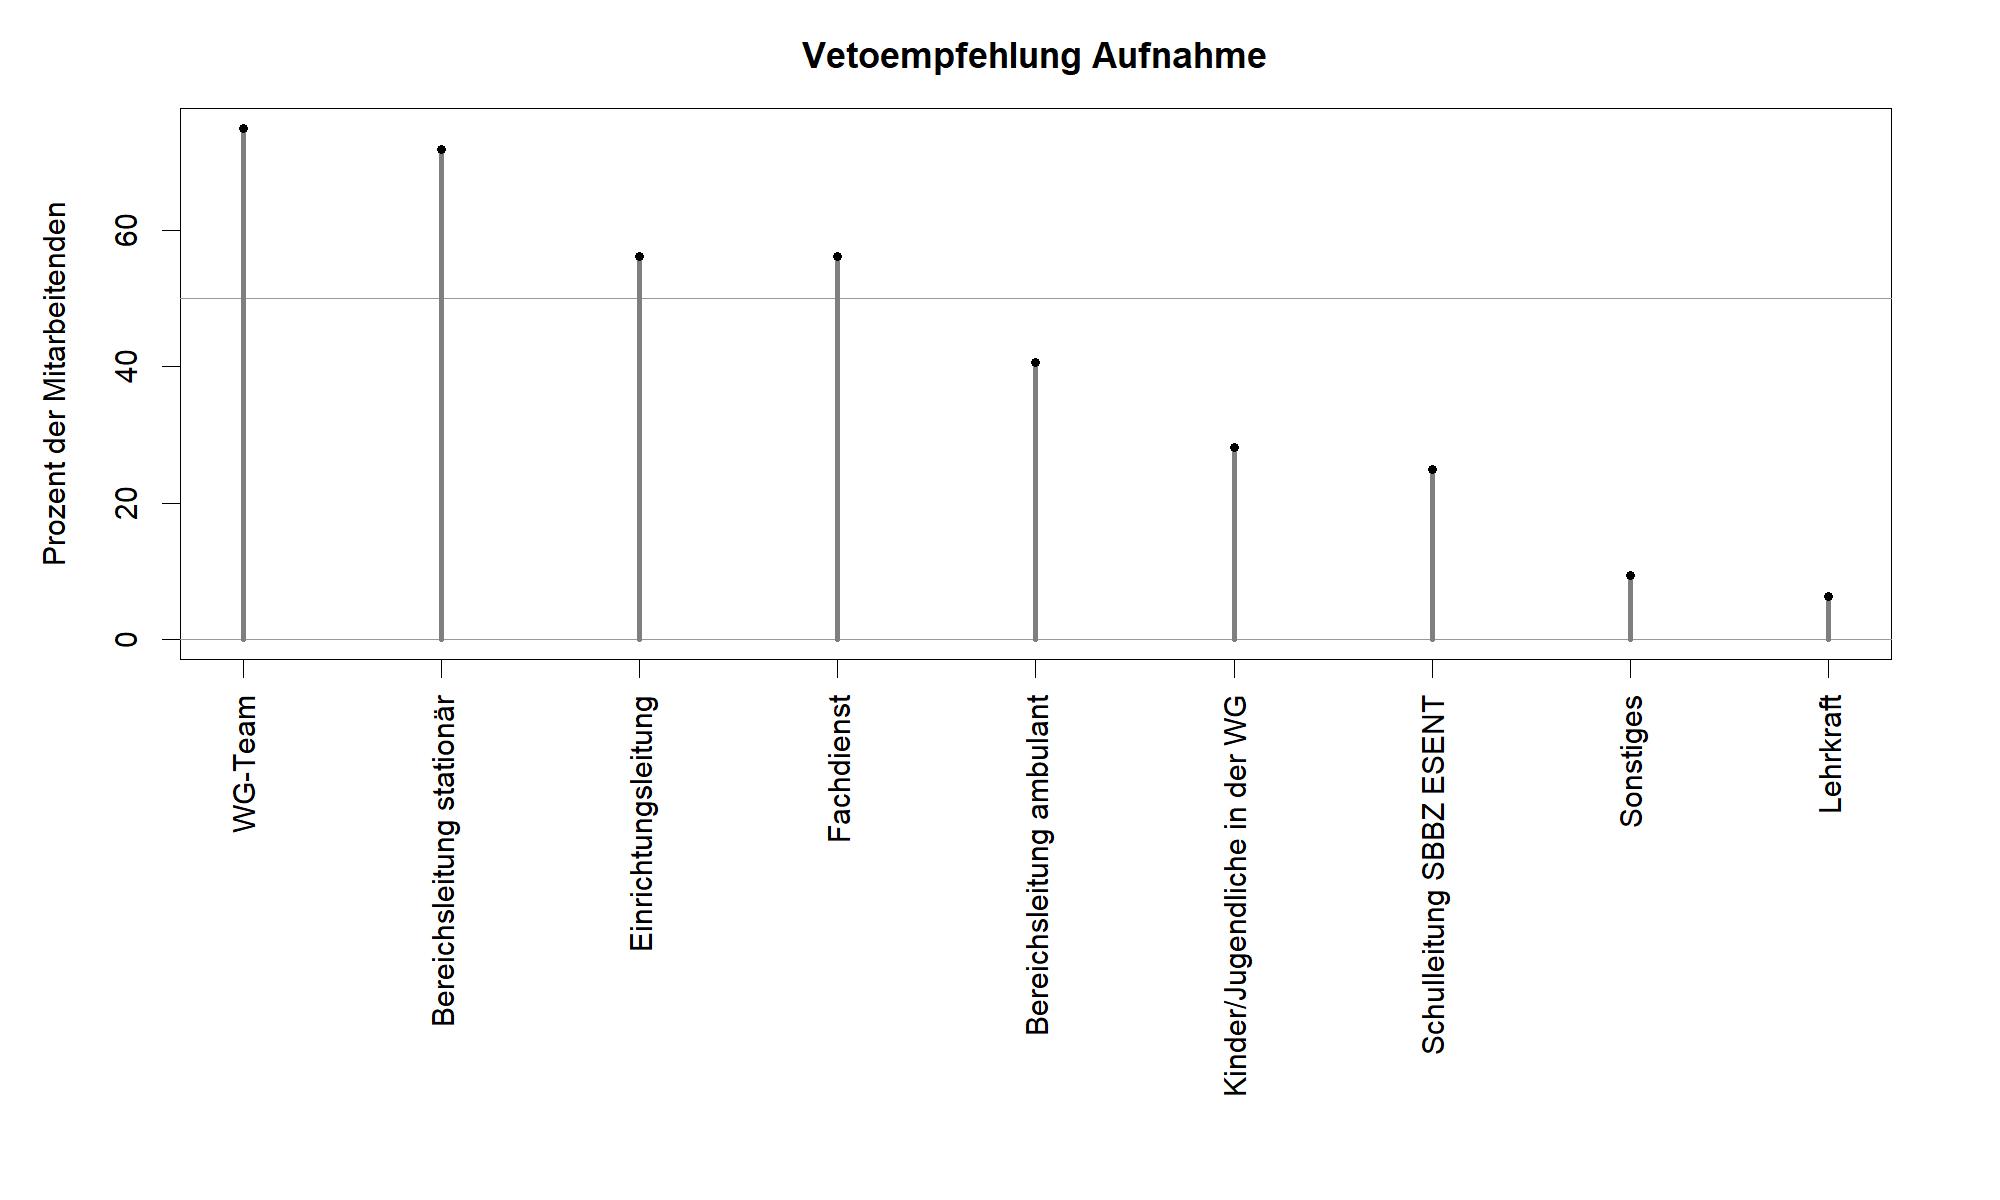 Vetoempfehlung Aufnahme
Prozent der Mitarbeitenden
60
40
20
0
WG-Team
Bereichsleitung stationär
Einrichtungsleitung
Fachdienst
Bereichsleitung ambulant
Kinder/Jugendliche in der WG
Schulleitung SBBZ ESENT
Sonstiges
Lehrkraft